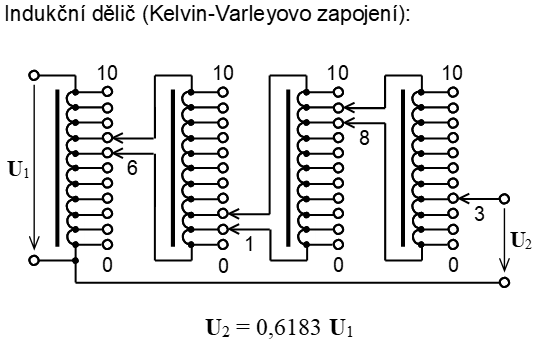 Indukční dělič (Kelvin-Varleyovo zapojení):
10 10 10 10
8
U1 6
3
1 U2
0 0 0 0
U2 = 0,6183 U1